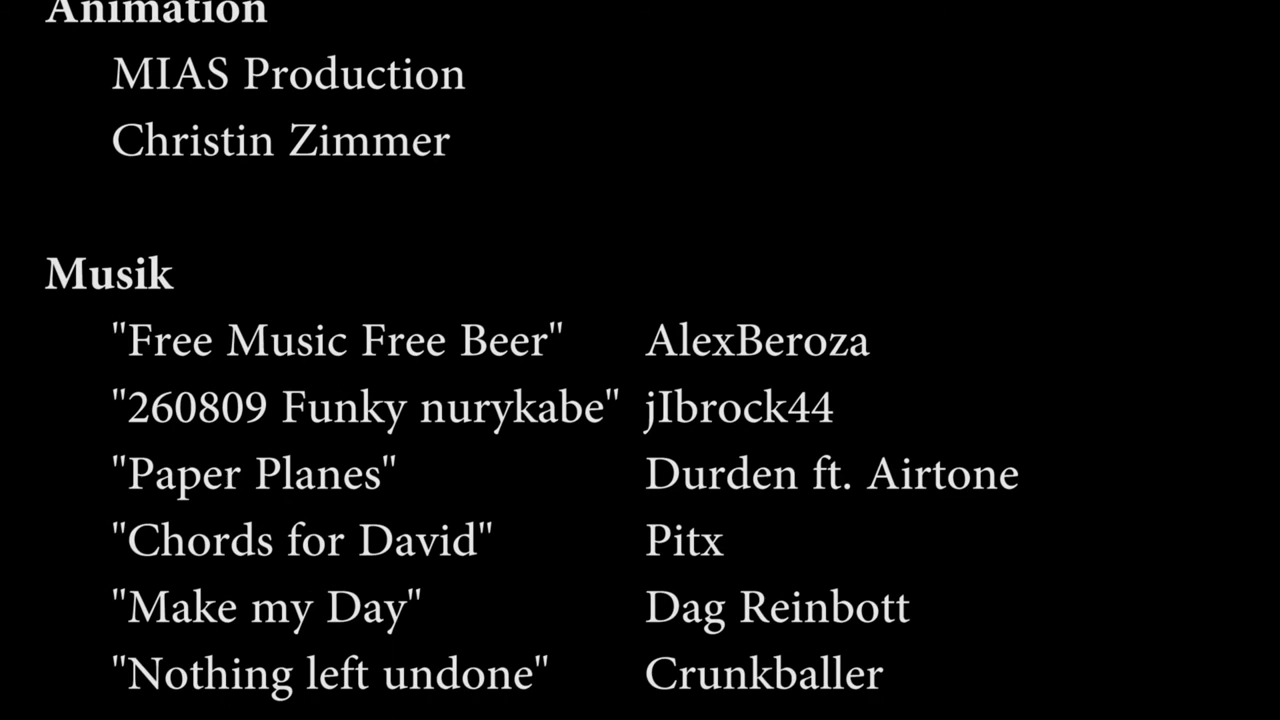 Animation
MIAS Production
Christin Zimmer
Musik
"Free Music Free Beer" AlexBeroza
"260809 Funky nurykabe" jIbrock44
"Paper Planes" Durden ft. Airtone
"Chords for David" Pitx
"Make my Day" Dag Reinbott
"Nothing left undone" Crunkballer